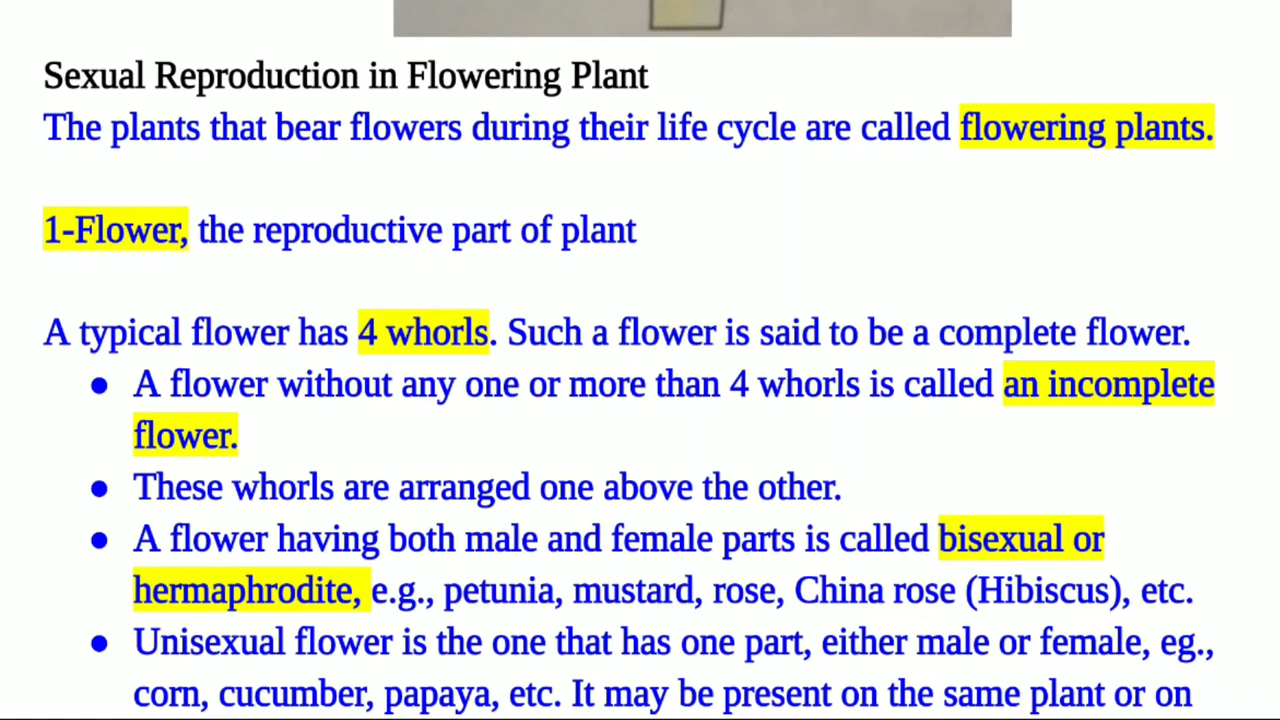 Sexual Reproduction in Flowering Plant
The plants that bear flowers during their life cycle are called flowering plants.
1-Flower, the reproductive part of plant
A typical flower has 4 whorls. Such a flower is said to be a complete flower.
● A flower without any one or more than 4 whorls is called an incomplete
flower.
● These whorls are arranged one above the other.
● A flower having both male and female parts is called bisexual or
hermaphrodite, e.g., petunia, mustard, rose, China rose (Hibiscus), etc.
● Unisexual flower is the one that has one part, either male or female, eg.,
corn, cucumber, papaya, etc. It may be present on the same plant or on